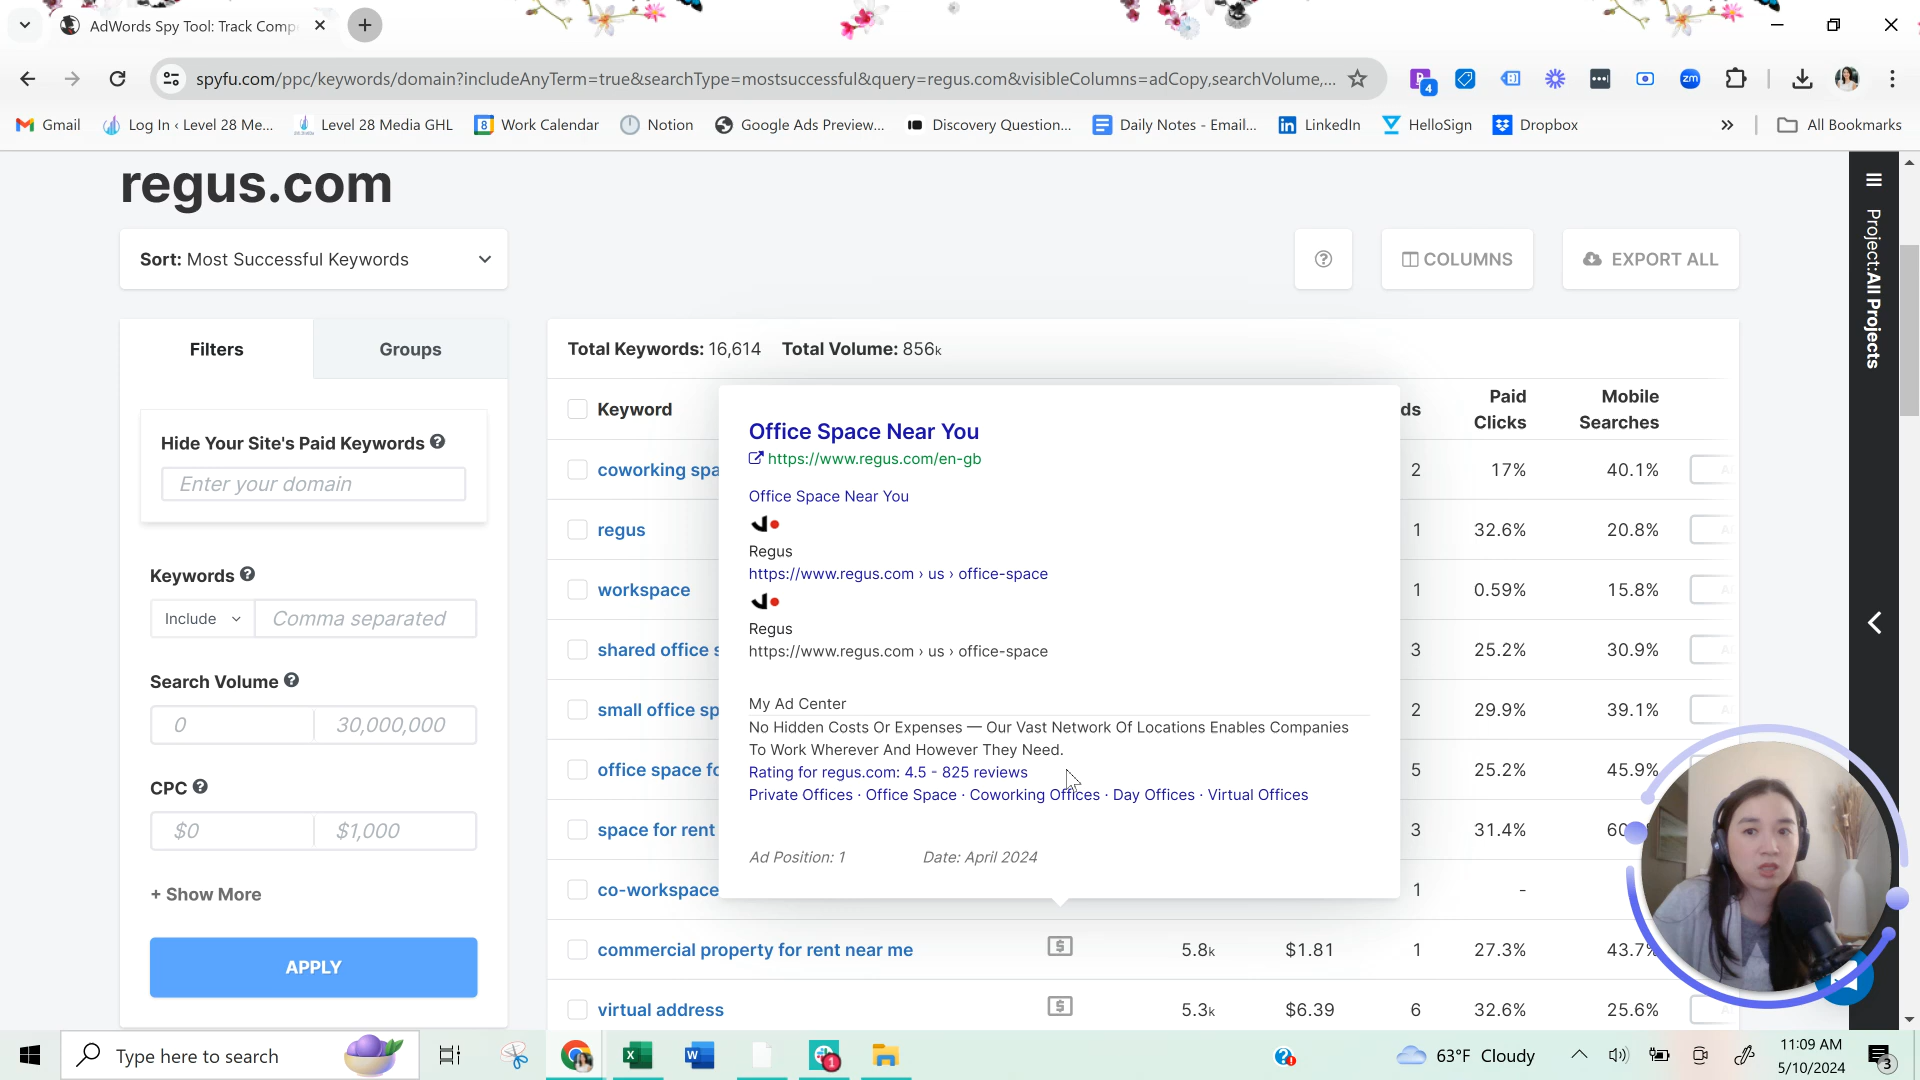 AdWords Spy Tool: Track Comp
spyfu.com/ppc/keywords/domain?includeAnyTerm=true&searchType=mostsuccessful&query=regus.com&visibleColumns=adCopy,searchVolume,...
4
zm
Gmail
Log In ‹ Level 28 Me...
Level 28 Media GHL
8
Work Calendar
Notion
Google Ads Preview...
Discovery Question...
Daily Notes - Email...
LinkedIn
HelloSign
Dropbox
All Bookmarks
regus.com
Sort: Most Successful Keywords
COLUMNS
EXPORT ALL
Project: All Projects
Filters
Groups
Total Keywords: 16,614 Total Volume: 856k
Hide Your Site's Paid Keywords
Enter your domain
Keywords
Include
Comma separated
Search Volume
0
30,000,000
CPC
$0
$1,000
+ Show More
APPLY
Keyword
ds
Paid Clicks
Mobile Searches
coworking spa
2
17%
40.1%
regus
1
32.6%
20.8%
workspace
1
0.59%
15.8%
shared office s
3
25.2%
30.9%
small office sp
2
29.9%
39.1%
office space fo
5
25.2%
45.9%
space for rent
3
31.4%
co-workspace
1
-
commercial property for rent near me
5.8k
$1.81
1
27.3%
43.7%
virtual address
5.3k
$6.39
6
32.6%
25.6%
Office Space Near You
https://www.regus.com/en-gb
Office Space Near You
Regus
https://www.regus.com › us › office-space
Regus
https://www.regus.com › us › office-space
My Ad Center
No Hidden Costs Or Expenses — Our Vast Network Of Locations Enables Companies
To Work Wherever And However They Need.
Rating for regus.com: 4.5 - 825 reviews
Private Offices · Office Space · Coworking Offices · Day Offices · Virtual Offices
Ad Position: 1
Date: April 2024
Type here to search
1
63°F Cloudy
11:09 AM
5/10/2024
3